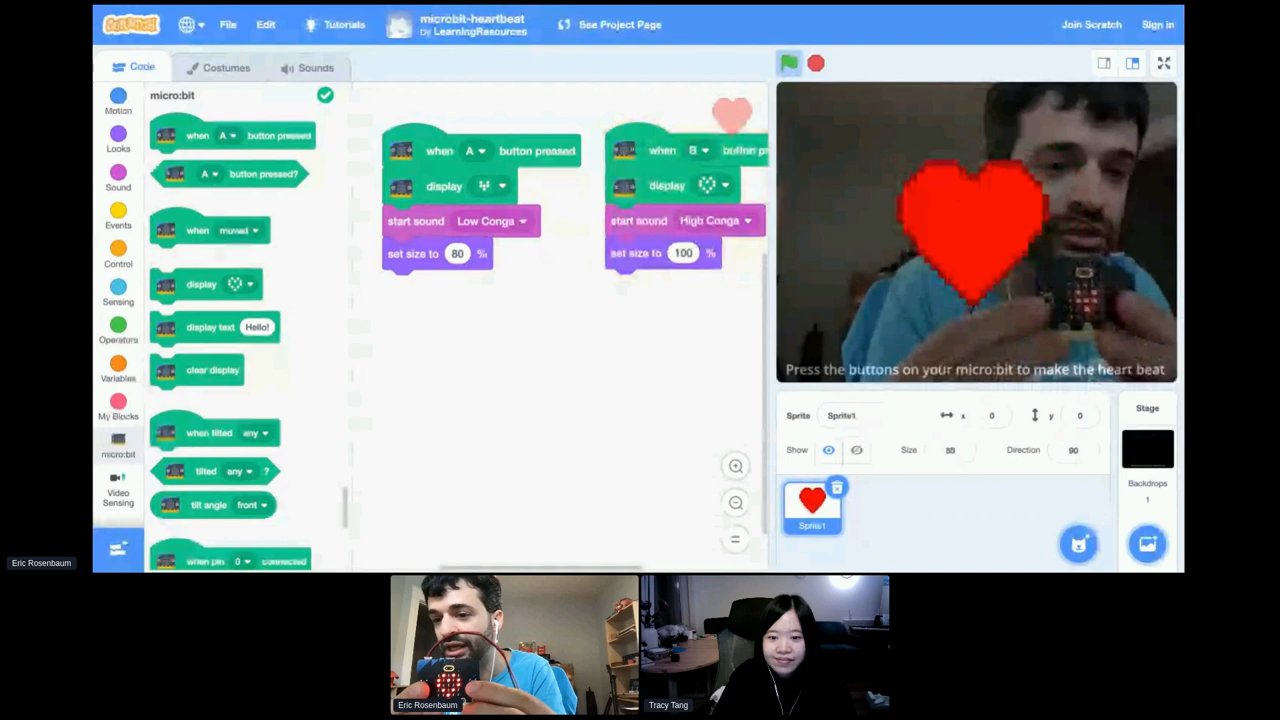 SCRATCH
File
Edit
Tutorials
microbit-heartbeat
by LearningResources
See Project Page
Join Scratch
Sign in
Code
Costumes
Sounds
Motion
Looks
Sound
Events
Control
Sensing
Operators
Variables
My Blocks
micro:bit
Video
Sensing
micro:bit
when A button pressed
A button pressed?
when moved
display
display text Hello!
clear display
when tilted any
tilted any ?
tilt angle front
when pin 0 connected
when A button pressed
display
start sound Low Conga
set size to 80 %
when B button pr
display
start sound High Conga
set size to 100 %
Press the buttons on your micro:bit to make the heart beat
Sprite Sprite1 x 0 y 0
Show Size Direction 90
Sprite1
Stage
Backdrops
1
Eric Rosenbaum
Eric Rosenbaum
Tracy Tang